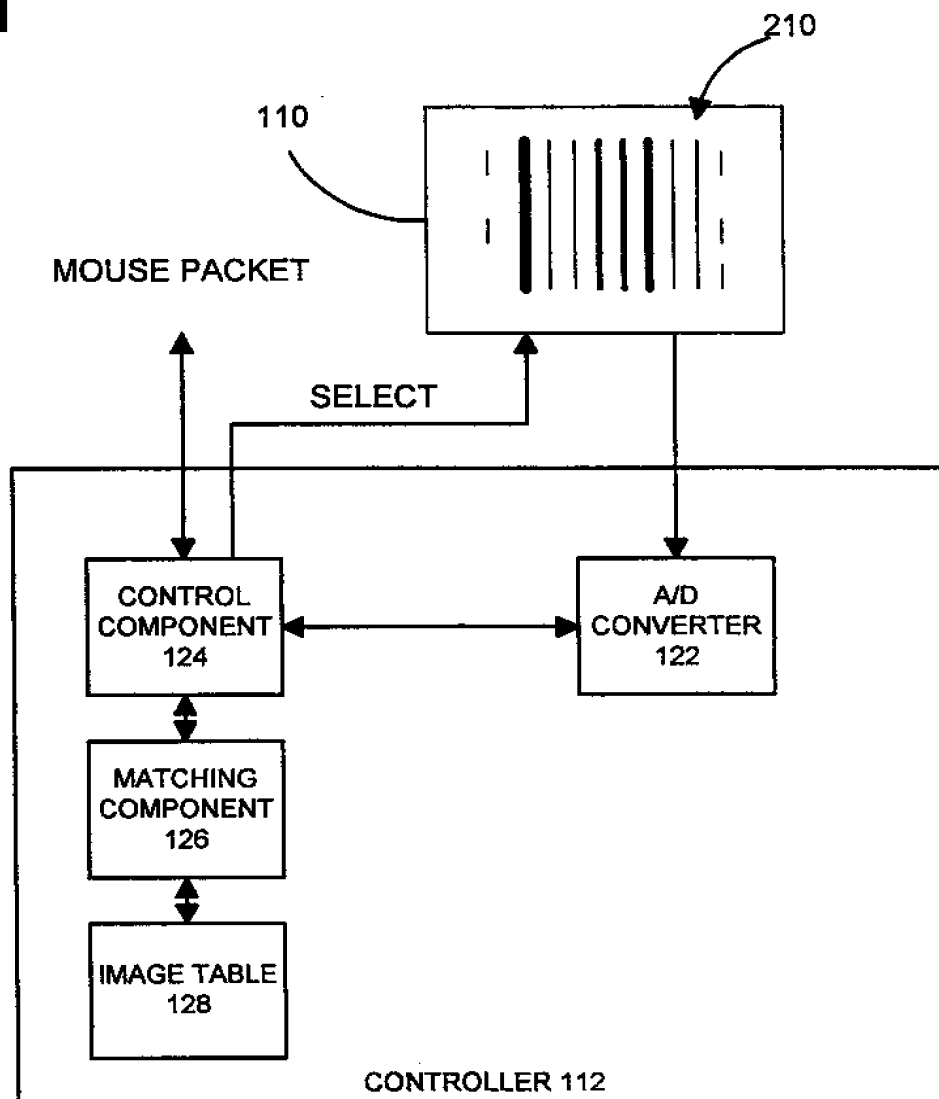 210
110
MOUSE PACKET
SELECT
CONTROL
COMPONENT
124
A/D
CONVERTER
122
MATCHING
COMPONENT
126
IMAGE TABLE
128
CONTROLLER 112